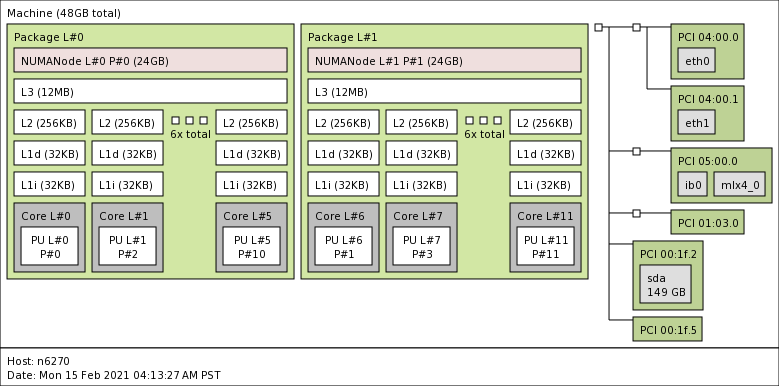 Machine (48GB total)
Package L#0
NUMANode L#0 P#0 (24GB)
L3 (12MB)
L2 (256KB)
L2 (256KB)
6x total
L2 (256KB)
L1d (32KB)
L1d (32KB)
L1d (32KB)
L1i (32KB)
L1i (32KB)
L1i (32KB)
Core L#0
PU L#0
P#0
Core L#1
PU L#1
P#2
Core L#5
PU L#5
P#10
Package L#1
NUMANode L#1 P#1 (24GB)
L3 (12MB)
L2 (256KB)
L2 (256KB)
6x total
L2 (256KB)
L1d (32KB)
L1d (32KB)
L1d (32KB)
L1i (32KB)
L1i (32KB)
L1i (32KB)
Core L#6
PU L#6
P#1
Core L#7
PU L#7
P#3
Core L#11
PU L#11
P#11
PCI 04:00.0
eth0
PCI 04:00.1
eth1
PCI 05:00.0
ib0
mlx4_0
PCI 01:03.0
PCI 00:1f.2
sda
149 GB
PCI 00:1f.5
Host: n6270
Date: Mon 15 Feb 2021 04:13:27 AM PST